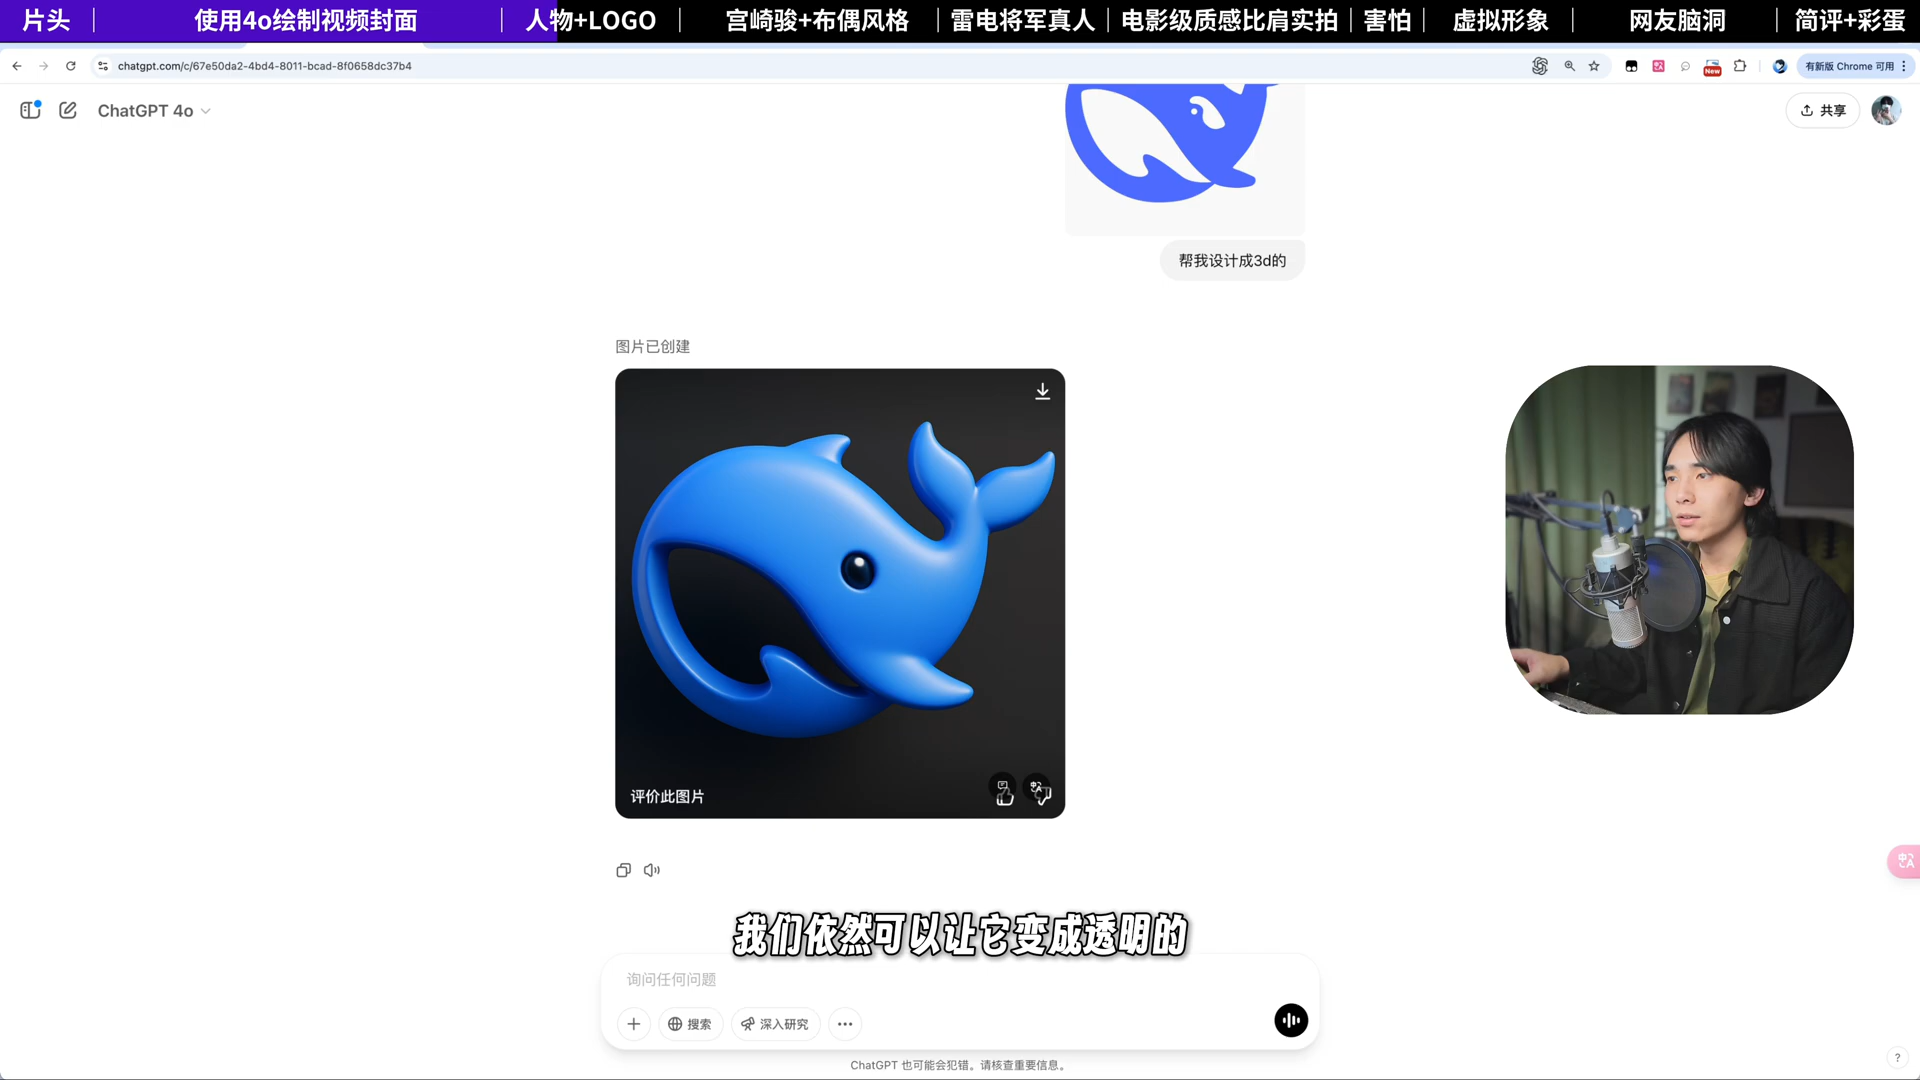 片头
使用4o绘制视频封面
人物+LOGO
宫崎骏+布偶风格
雷电将军真人
电影级质感比肩实拍
害怕
虚拟形象
网友脑洞
简评+彩蛋
chatgpt.com/c/67e50da2-4bd4-8011-bcad-8f0658dc37b4
New
有新版 Chrome 可用
ChatGPT 4o
共享
帮我设计成3d的
图片已创建
评价此图片
我们依然可以让它变成透明的
询问任何问题
搜索
深入研究
ChatGPT 也可能会犯错。请核查重要信息。
?